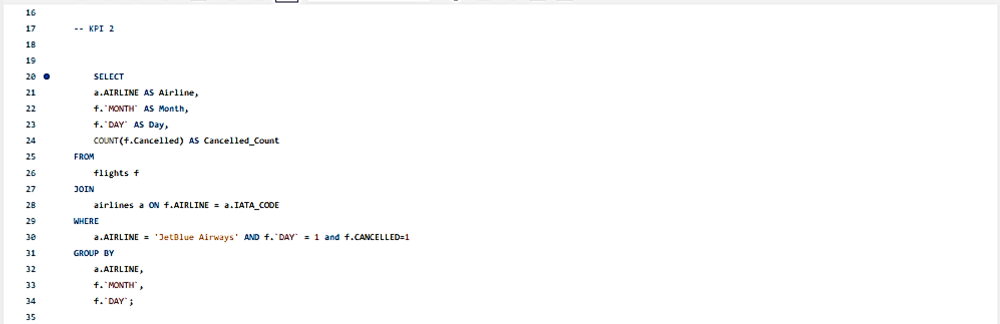 16
17 -- KPI 2
18
19
20 SELECT
21 a.AIRLINE AS Airline,
22 f.`MONTH` AS Month,
23 f.`DAY` AS Day,
24 COUNT(f.Cancelled) AS Cancelled_Count
25 FROM
26 flights f
27 JOIN
28 airlines a ON f.AIRLINE = a.IATA_CODE
29 WHERE
30 a.AIRLINE = 'JetBlue Airways' AND f.`DAY` = 1 and f.CANCELLED=1
31 GROUP BY
32 a.AIRLINE,
33 f.`MONTH`,
34 f.`DAY`;
35